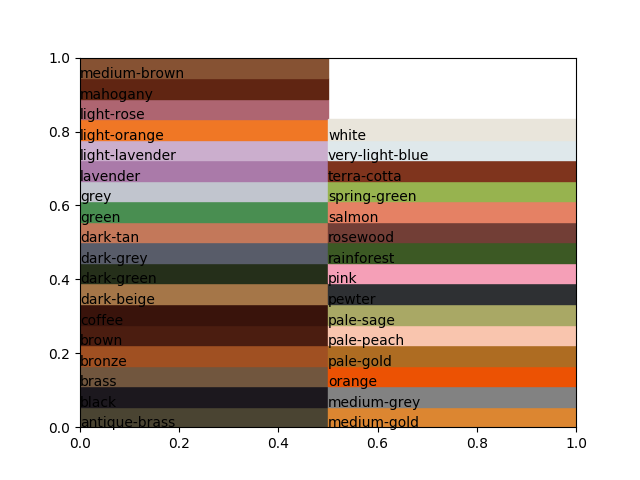 1.0
medium-brown
mahogany
light-rose
0.8
light-orange
white
light-lavender
very-light-blue
lavender
terra-cotta
0.6
grey
spring-green
green
salmon
dark-tan
rosewood
0.4
dark-grey
rainforest
dark-green
pink
dark-beige
pewter
coffee
pale-sage
0.2
brown
pale-peach
bronze
pale-gold
brass
orange
black
medium-grey
0.0
antique-brass
medium-gold
0.0 0.2 0.4 0.6 0.8 1.0